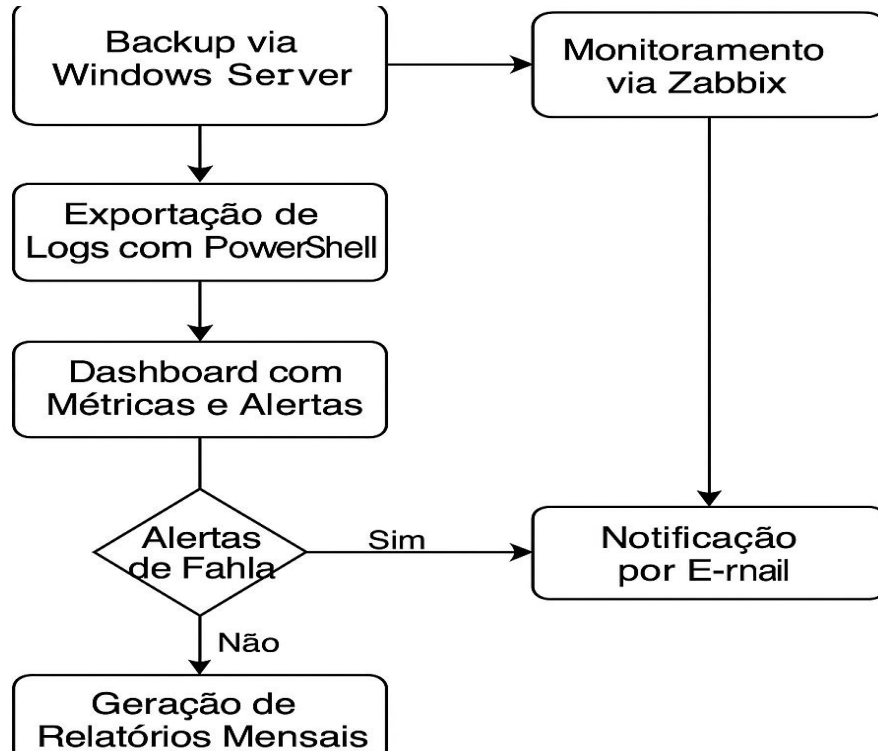 Backup via
Windows Server
Monitoramento
via Zabbix
Exportação de
Logs com PowerShell
Dashboard com
Métricas e Alertas
Alertas
de Fahla
Sim
Notificação
por E-rnail
Não
Geração de
Relatórios Mensais